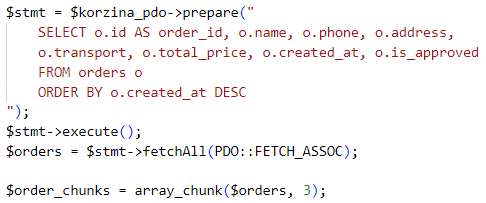 $stmt = $korzina_pdo->prepare("
    SELECT o.id AS order_id, o.name, o.phone, o.address,
    o.transport, o.total_price, o.created_at, o.is_approved
    FROM orders o
    ORDER BY o.created_at DESC
");
$stmt->execute();
$orders = $stmt->fetchAll(PDO::FETCH_ASSOC);

$order_chunks = array_chunk($orders, 3);